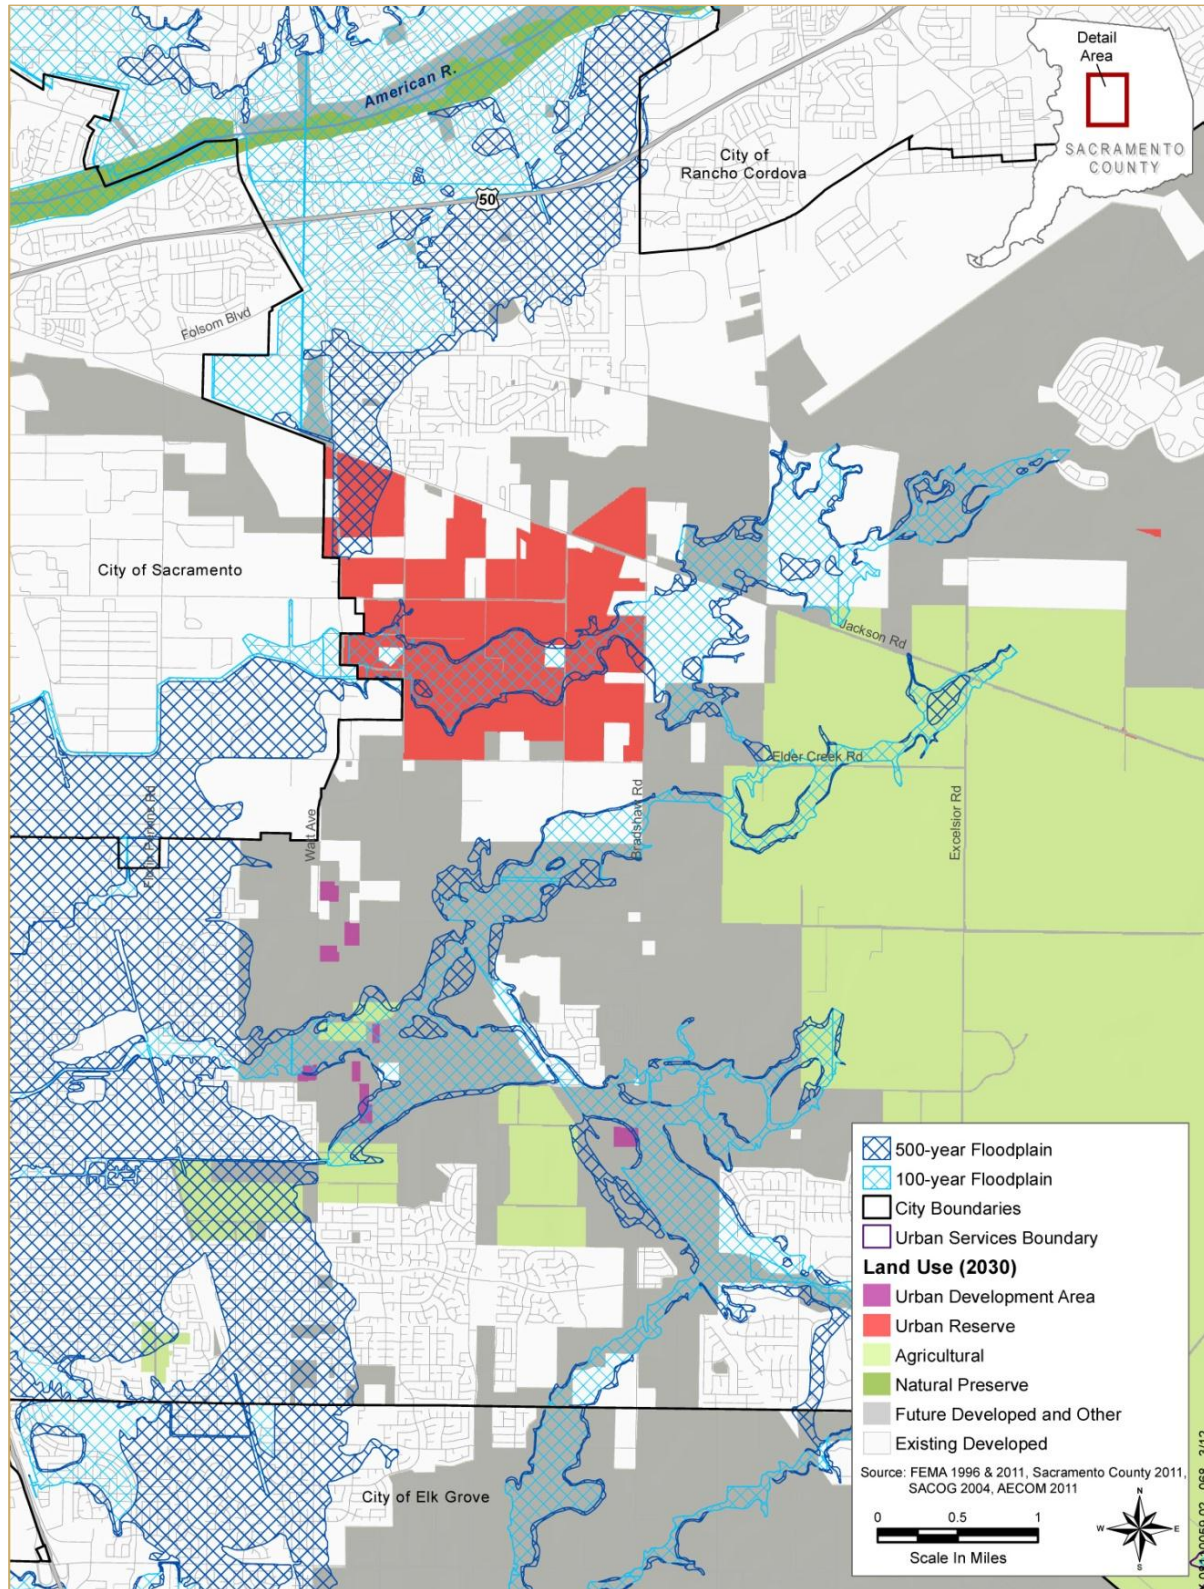 Detail
Area
SACRAMENTO
COUNTY
American R.
City of
Rancho Cordova
50
Folsom Blvd
City of Sacramento
Jackson Rd
Elder Creek Rd
Florin Perkins Rd
Watt Ave
Bradshaw Rd
Excelsior Rd
City of Elk Grove
500-year Floodplain
100-year Floodplain
City Boundaries
Urban Services Boundary
Land Use (2030)
Urban Development Area
Urban Reserve
Agricultural
Natural Preserve
Future Developed and Other
Existing Developed
Source: FEMA 1996 & 2011, Sacramento County 2011,
SACOG 2004, AECOM 2011
0 0.5 1
Scale In Miles
N
W E
S